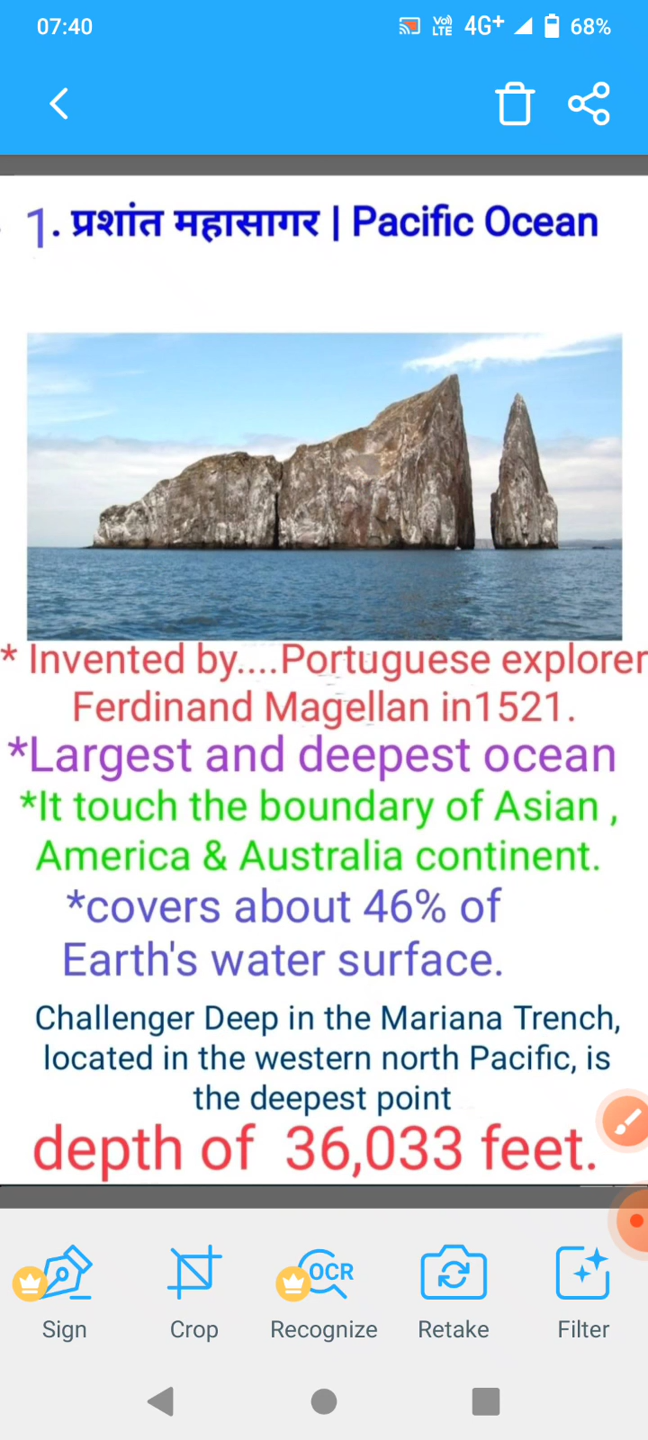 07:40 Vo) LTE 4G+ 68%
1. प्रशांत महासागर | Pacific Ocean
* Invented by....Portuguese explorer
Ferdinand Magellan in1521.
*Largest and deepest ocean
*It touch the boundary of Asian ,
America & Australia continent.
*covers about 46% of
Earth's water surface.
Challenger Deep in the Mariana Trench,
located in the western north Pacific, is
the deepest point
depth of 36,033 feet.
OCR
Sign Crop Recognize Retake Filter